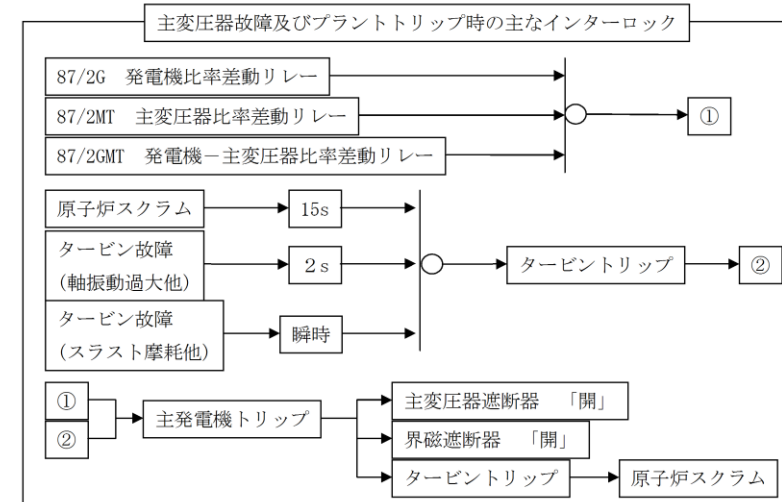 主変圧器故障及びプラントトリップ時の主なインターロック
87/2G　発電機比率差動リレー
87/2MT　主変圧器比率差動リレー
①
87/2GMT　発電機－主変圧器比率差動リレー
原子炉スクラム
15s
タービン故障
(軸振動過大他)
2s
タービントリップ
②
タービン故障
(スラスト摩耗他)
瞬時
①
②
主発電機トリップ
主変圧器遮断器　「開」
界磁遮断器　「開」
タービントリップ
原子炉スクラム